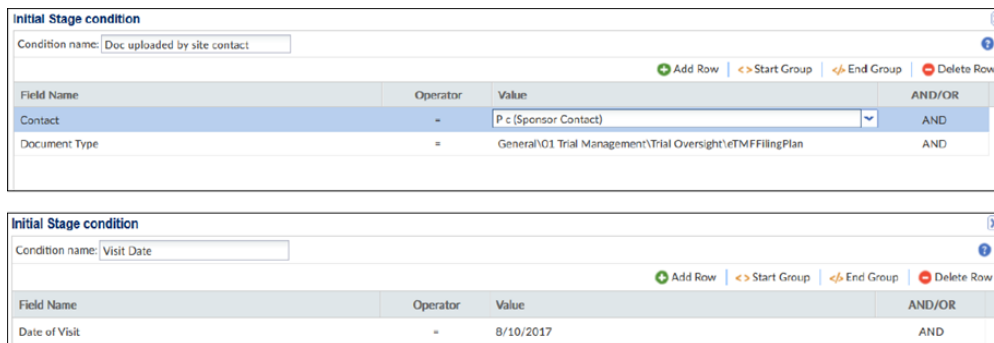 Initial Stage condition
Condition name: Doc uploaded by site contact
Add Row <> Start Group </> End Group Delete Row
Field Name Operator Value AND/OR
Contact = P c (Sponsor Contact) AND
Document Type = General\01 Trial Management\Trial Oversight\eTMFFilingPlan AND
Initial Stage condition
Condition name: Visit Date
Add Row <> Start Group </> End Group Delete Row
Field Name Operator Value AND/OR
Date of Visit = 8/10/2017 AND